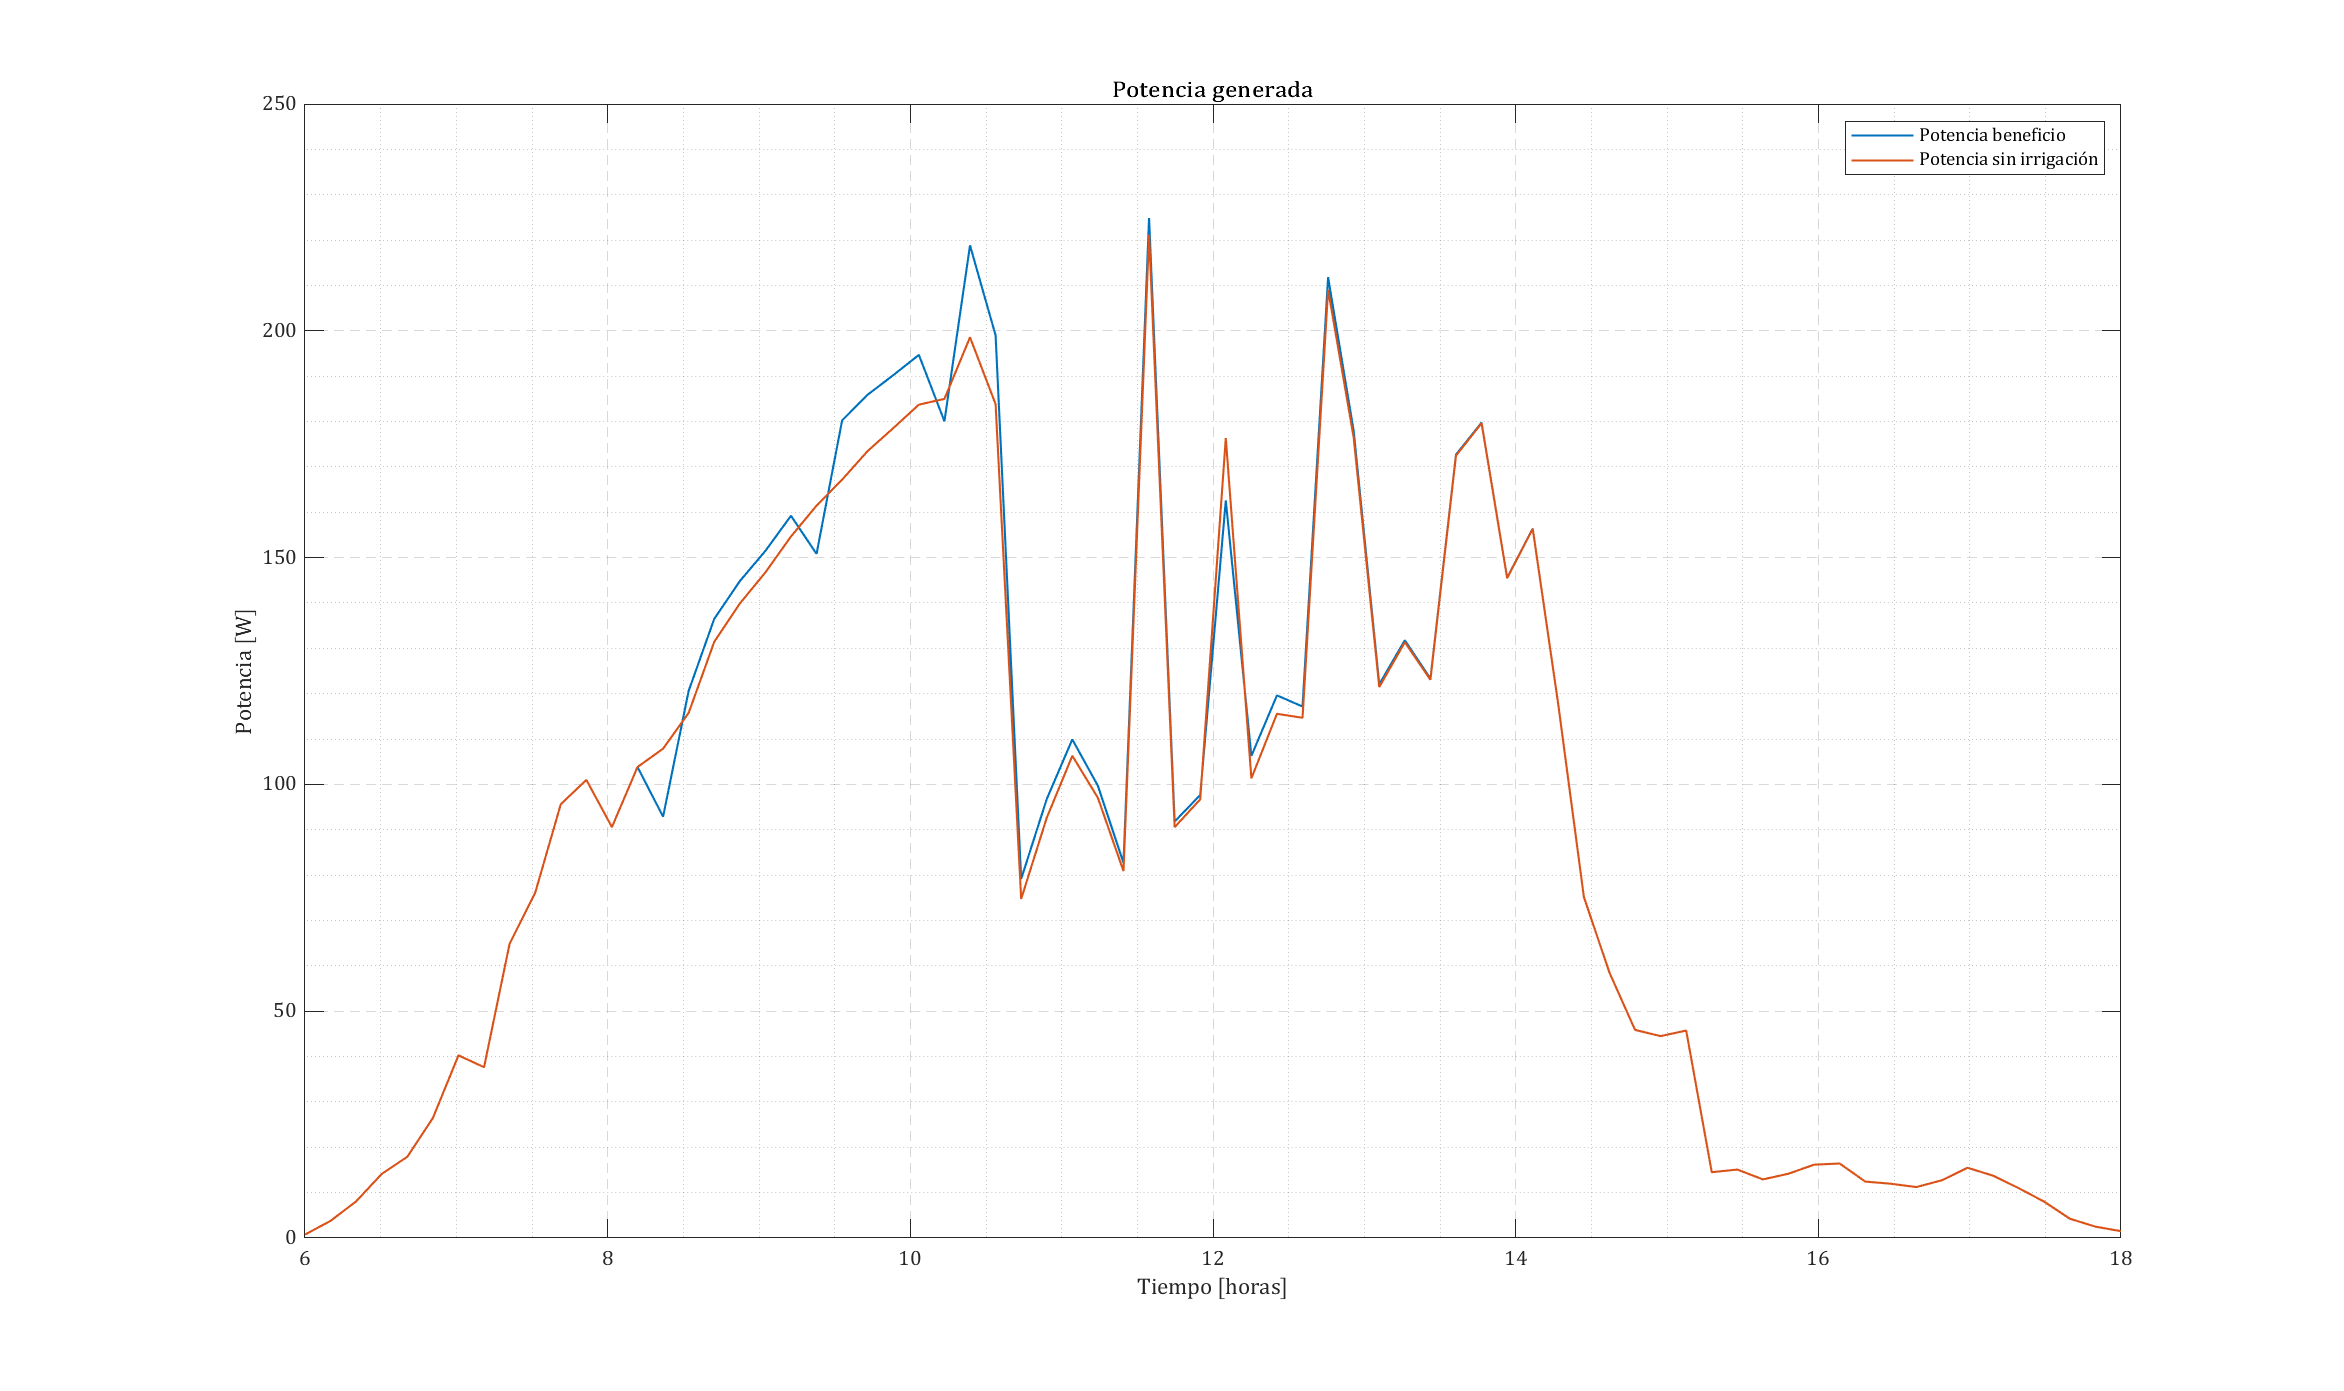 Potencia generada
250
200
150
100
50
0
Potencia [W]
Potencia beneficio
Potencia sin irrigación
6 8 10 12 14 16 18
Tiempo [horas]